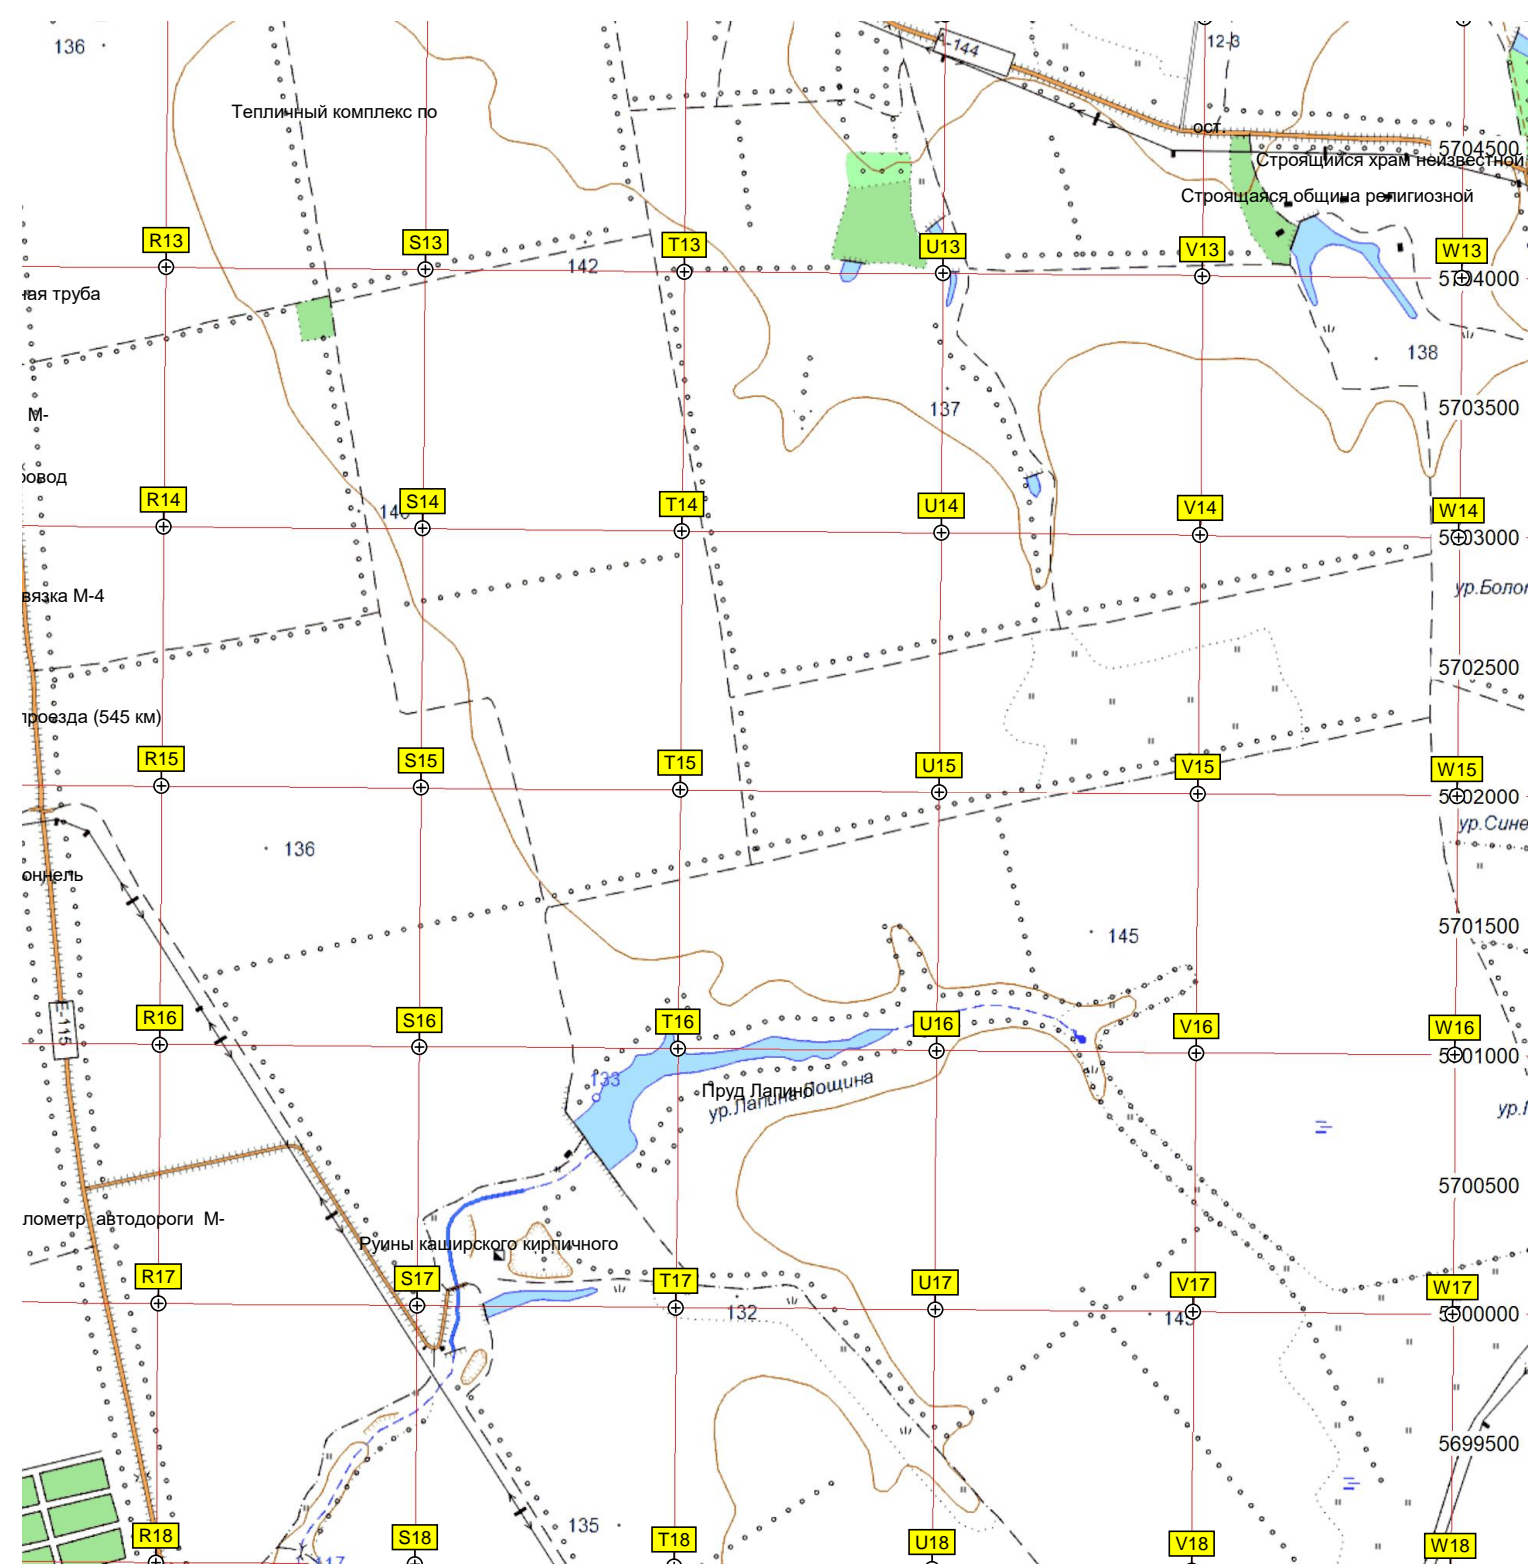 136
А-144
12-3
Тепличный комплекс по
ост.
5704500
Строящийся храм неизвестной
Строящаяся община религиозной
R13
S13
T13
U13
V13
W13
142
5704000
ная труба
138
137
5703500
М-
овод
R14
S14
T14
U14
V14
W14
140
5703000
ур.Болот
вязка М-4
5702500
проезда (545 км)
R15
S15
T15
U15
V15
W15
5702000
ур.Сине
136
оннель
5701500
145
Е-115
R16
S16
T16
U16
V16
W16
5701000
133
Пруд Лапино
ур.Лапина Лощина
ур.Г
5700500
лометр автодороги М-
Руины каширского кирпичного
R17
S17
T17
U17
V17
W17
132
5700000
5699500
135
R18
S18
T18
U18
V18
W18
117